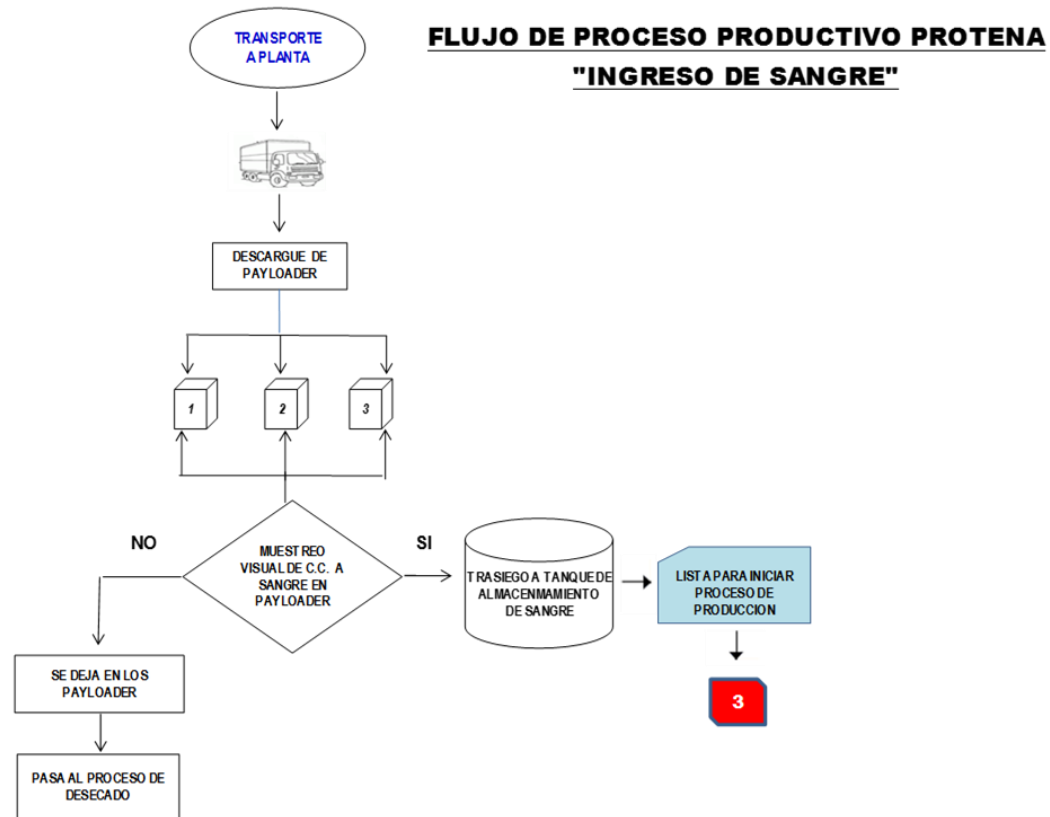 FLUJO DE PROCESO PRODUCTIVO PROTENA
"INGRESO DE SANGRE"
TRANSPORTE
A PLANTA
DESCARGUE DE
PAYLOADER
1
2
3
NO
MUESTREO
VISUAL DE C.C. A
SANGRE EN
PAYLOADER
SI
TRASIEGO A TANQUE DE
ALMACENMAMIENTO
DE SANGRE
LISTA PARA INICIAR
PROCESO DE
PRODUCCION
3
SE DEJA EN LOS
PAYLOADER
PASA AL PROCESO DE
DESECADO